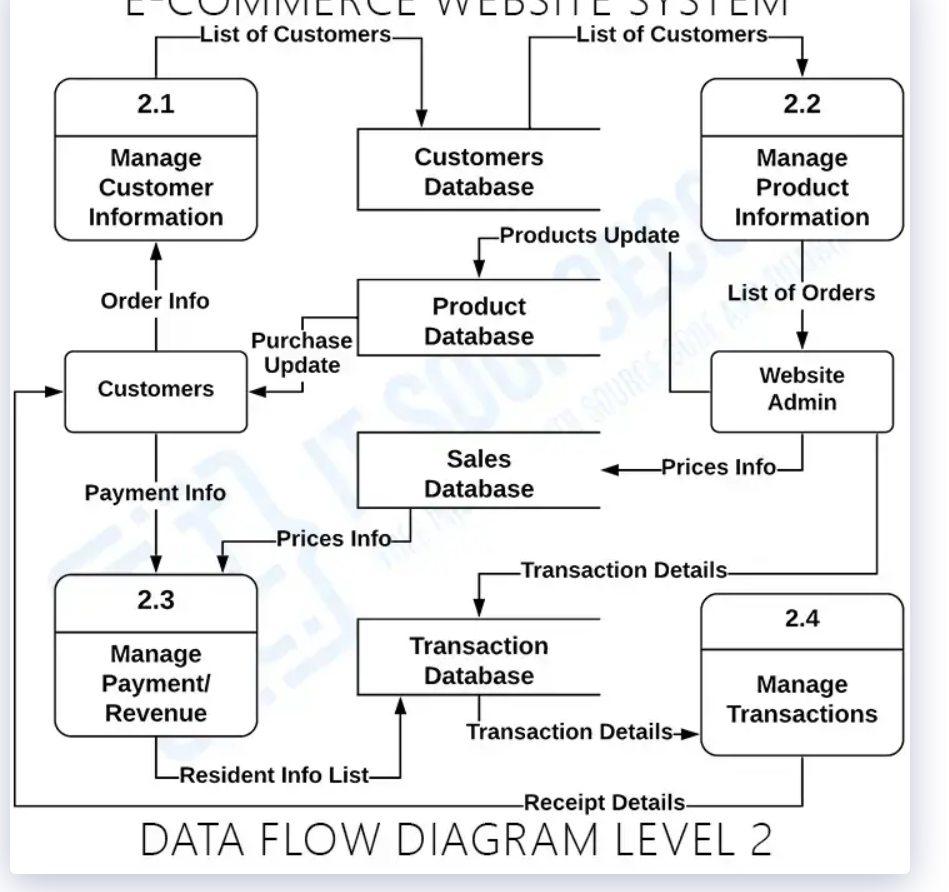 E-COMMERCE WEBSITE SYSTEM
List of Customers
List of Customers
2.1
Manage
Customer
Information
Customers
Database
2.2
Manage
Product
Information
Products Update
Order Info
Product
Database
List of Orders
Purchase
Update
Customers
Website
Admin
Sales
Database
Prices Info
Payment Info
Prices Info
Transaction Details
2.3
Manage
Payment/
Revenue
Transaction
Database
2.4
Manage
Transactions
Transaction Details
Resident Info List
Receipt Details
DATA FLOW DIAGRAM LEVEL 2